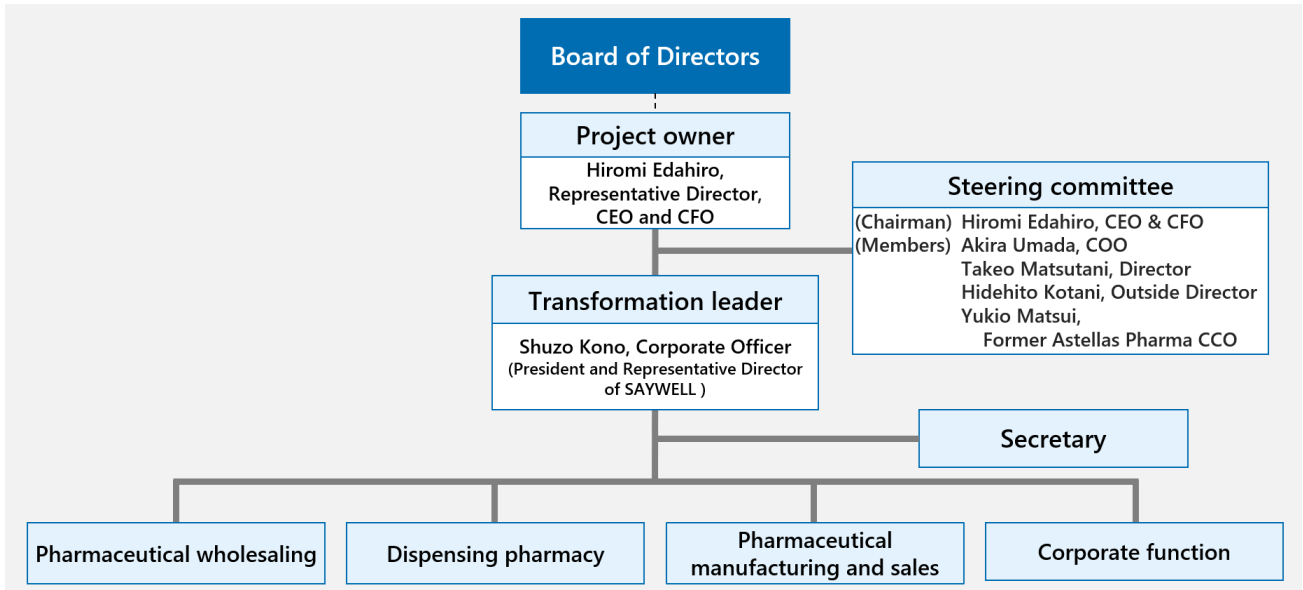 Board of Directors
Project owner
Hiromi Edahiro,
Representative Director,
CEO and CFO
Steering committee
(Chairman) Hiromi Edahiro, CEO & CFO
(Members) Akira Umada, COO
Takeo Matsutani, Director
Hidehito Kotani, Outside Director
Yukio Matsui,
Former Astellas Pharma CCO
Transformation leader
Shuzo Kono, Corporate Officer
(President and Representative Director
of SAYWELL )
Secretary
Pharmaceutical wholesaling
Dispensing pharmacy
Pharmaceutical
manufacturing and sales
Corporate function